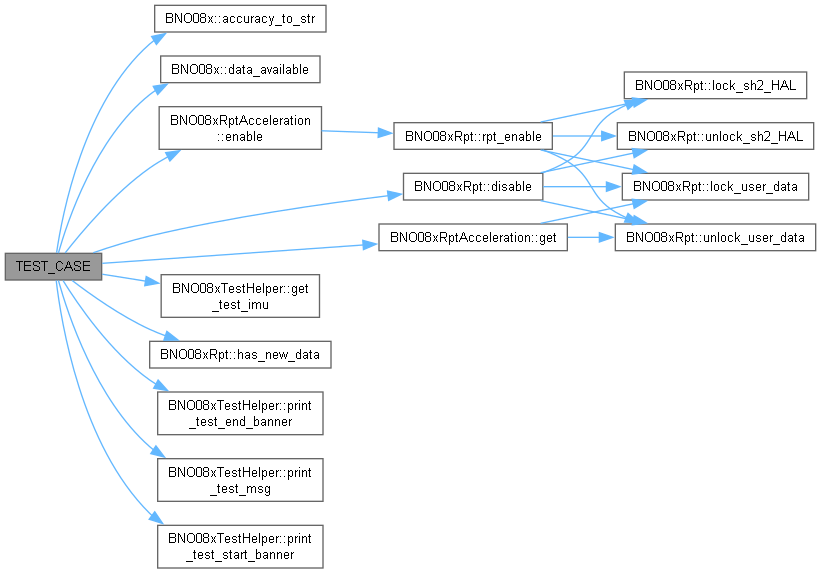 TEST_CASE
BNO08x::accuracy_to_str
BNO08x::data_available
BNO08xRptAcceleration
::enable
BNO08xRpt::rpt_enable
BNO08xRpt::lock_sh2_HAL
BNO08xRpt::unlock_sh2_HAL
BNO08xRpt::disable
BNO08xRpt::lock_user_data
BNO08xRptAcceleration::get
BNO08xRpt::unlock_user_data
BNO08xTestHelper::get
_test_imu
BNO08xRpt::has_new_data
BNO08xTestHelper::print
_test_end_banner
BNO08xTestHelper::print
_test_msg
BNO08xTestHelper::print
_test_start_banner